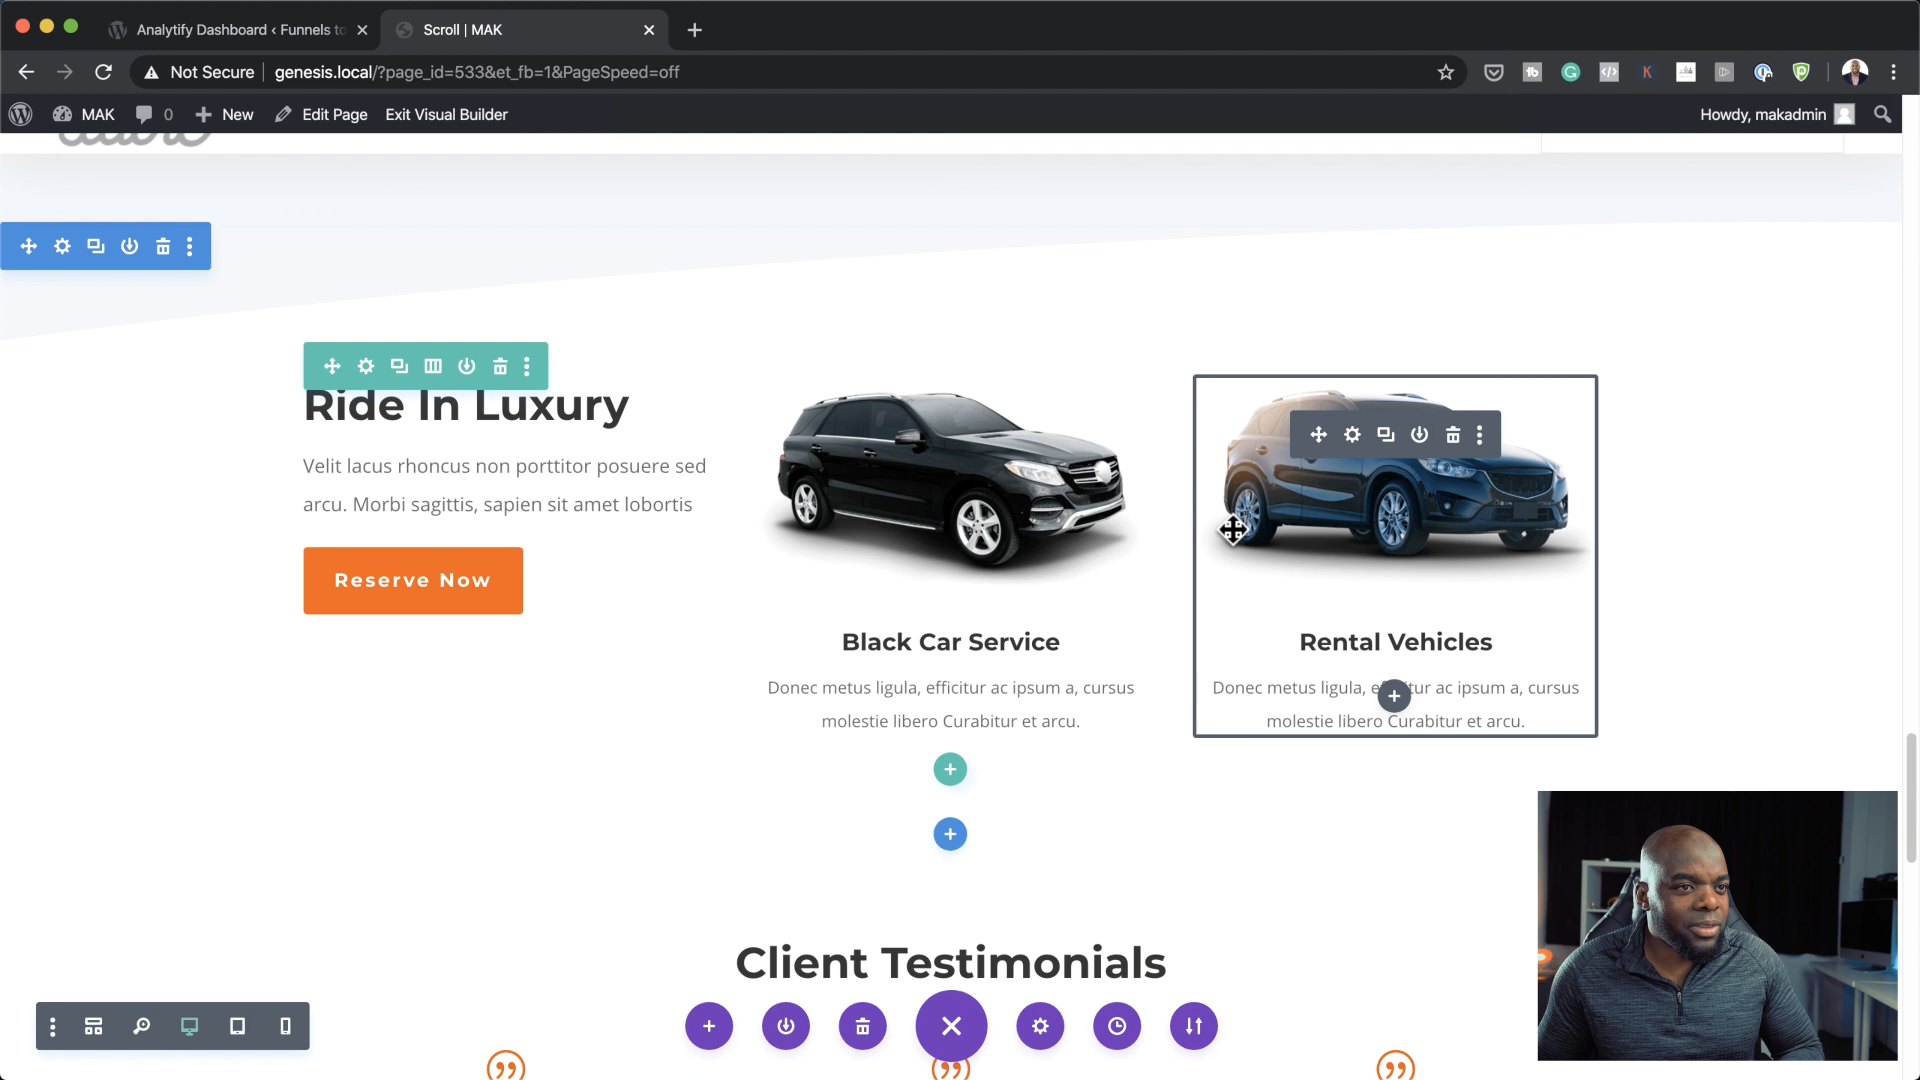 Analytify Dashboard ‹ Funnels to
Scroll | MAK
Not Secure genesis.local/?page_id=533&et_fb=1&PageSpeed=off
MAK 0 New Edit Page Exit Visual Builder Howdy, makadmin
Ride In Luxury
Velit lacus rhoncus non porttitor posuere sed
arcu. Morbi sagittis, sapien sit amet lobortis
Reserve Now
Black Car Service
Donec metus ligula, efficitur ac ipsum a, cursus
molestie libero Curabitur et arcu.
Rental Vehicles
Donec metus ligula, tur ac ipsum a, cursus
molestie libero Curabitur et arcu.
Client Testimonials